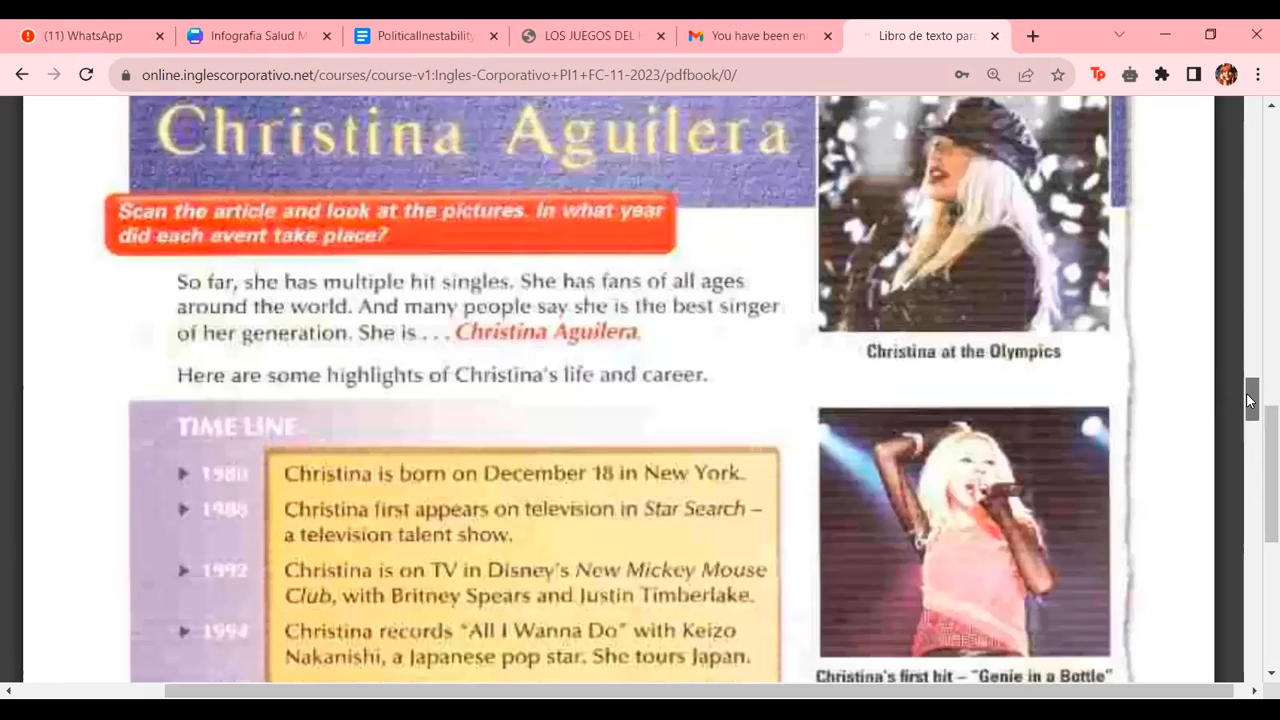 (11) WhatsApp
Infografia Salud M
PoliticalInestability
LOS JUEGOS DEL
You have been en
Libro de texto par
online.inglescorporativo.net/courses/course-v1:Ingles-Corporativo+PI1+FC-11-2023/pdfbook/0/
Christina Aguilera
Scan the article and look at the pictures. In what year
did each event take place?
So far, she has multiple hit singles. She has fans of all ages
around the world. And many people say she is the best singer
of her generation. She is . . . Christina Aguilera.
Here are some highlights of Christina's life and career.
Christina at the Olympics
TIME LINE
1980 Christina is born on December 18 in New York.
1988 Christina first appears on television in Star Search –
a television talent show.
1992 Christina is on TV in Disney's New Mickey Mouse
Club, with Britney Spears and Justin Timberlake.
1994 Christina records "All I Wanna Do" with Keizo
Nakanishi, a Japanese pop star. She tours Japan.
Christina's first hit – "Genie in a Bottle"